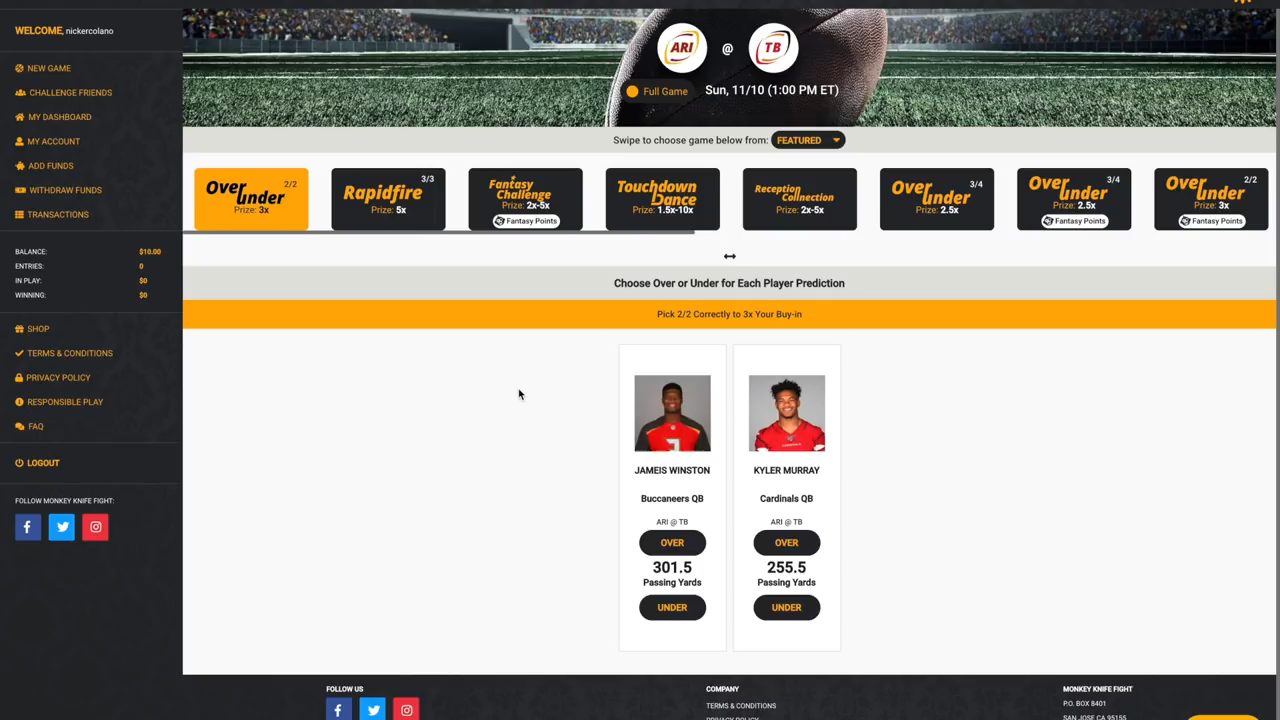 WELCOME, nickercolano
NEW GAME
CHALLENGE FRIENDS
MY DASHBOARD
MY ACCOUNT
ADD FUNDS
WITHDRAW FUNDS
TRANSACTIONS
BALANCE: $10.00
ENTRIES: 0
IN PLAY: $0
WINNING: $0
SHOP
TERMS & CONDITIONS
PRIVACY POLICY
RESPONSIBLE PLAY
FAQ
LOGOUT
FOLLOW MONKEY KNIFE FIGHT:
ARI @ TB
Full Game Sun, 11/10 (1:00 PM ET)
Swipe to choose game below from: FEATURED
Over under 2/2
Prize: 3x
Rapidfire 3/3
Prize: 5x
Fantasy Challenge
Prize: 2x-5x
Fantasy Points
Touchdown Dance
Prize: 1.5x-10x
Reception Connection
Prize: 2x-5x
Over under 3/4
Prize: 2.5x
Over under 3/4
Prize: 2.5x
Fantasy Points
Over under 2/2
Prize: 3x
Fantasy Points
Choose Over or Under for Each Player Prediction
Pick 2/2 Correctly to 3x Your Buy-in
JAMEIS WINSTON
Buccaneers QB
ARI @ TB
OVER
301.5
Passing Yards
UNDER
KYLER MURRAY
Cardinals QB
ARI @ TB
OVER
255.5
Passing Yards
UNDER
FOLLOW US
COMPANY
TERMS & CONDITIONS
PRIVACY POLICY
MONKEY KNIFE FIGHT
P.O. BOX 8401
SAN JOSE CA 95155